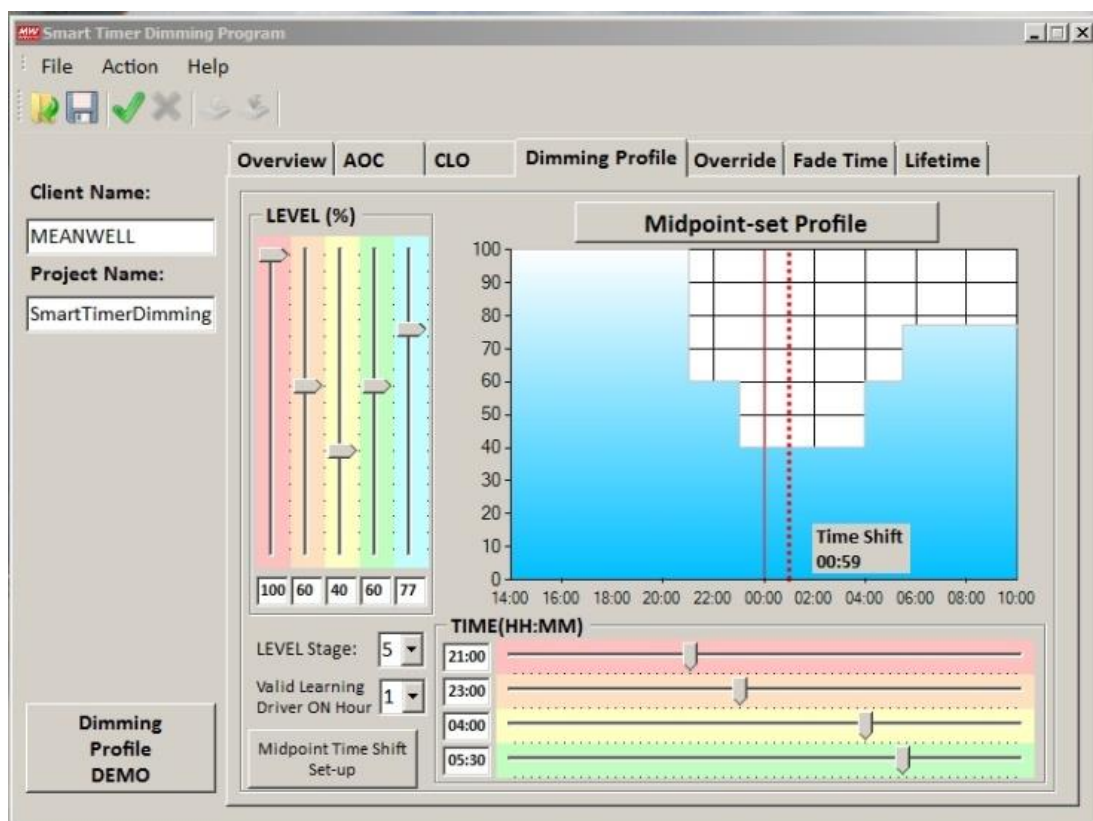 MW Smart Timer Dimming Program
File Action Help
Overview AOC CLO Dimming Profile Override Fade Time Lifetime
Client Name:
MEANWELL
Project Name:
SmartTimerDimming
Dimming
Profile
DEMO
LEVEL (%)
100 60 40 60 77
LEVEL Stage: 5
Valid Learning
Driver ON Hour 1
Midpoint Time Shift
Set-up
Midpoint-set Profile
100
90
80
70
60
50
40
30
20
10
0
Time Shift
00:59
14:00 16:00 18:00 20:00 22:00 00:00 02:00 04:00 06:00 08:00 10:00
TIME(HH:MM)
21:00
23:00
04:00
05:30